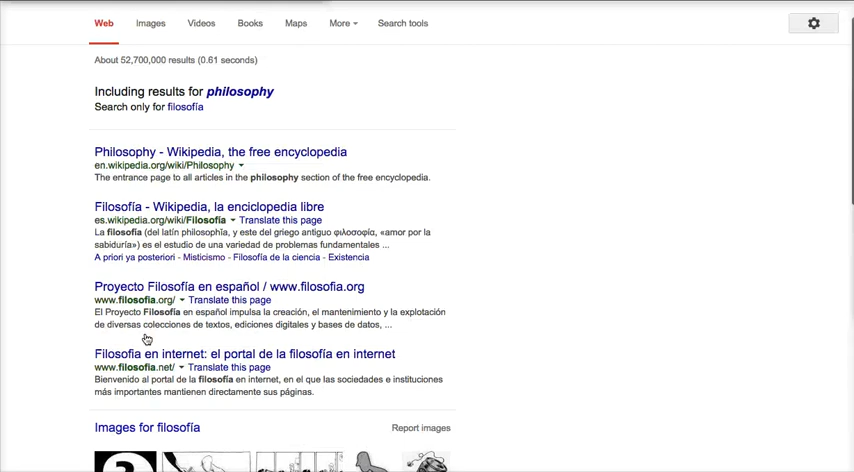 Web Images Videos Books Maps More Search tools
About 52,700,000 results (0.61 seconds)
Including results for philosophy
Search only for filosofía
Philosophy - Wikipedia, the free encyclopedia
en.wikipedia.org/wiki/Philosophy
The entrance page to all articles in the philosophy section of the free encyclopedia.
Filosofía - Wikipedia, la enciclopedia libre
es.wikipedia.org/wiki/Filosofía Translate this page
La filosofía (del latín philosophĭa, y este del griego antiguo φιλοσοφία, «amor por la
sabiduría») es el estudio de una variedad de problemas fundamentales ...
A priori ya posteriori - Misticismo - Filosofía de la ciencia - Existencia
Proyecto Filosofía en español / www.filosofia.org
www.filosofia.org/ Translate this page
El Proyecto Filosofía en español impulsa la creación, el mantenimiento y la explotación
de diversas colecciones de textos, ediciones digitales y bases de datos, ...
Filosofia en internet: el portal de la filosofía en internet
www.filosofia.net/ Translate this page
Bienvenido al portal de la filosofía en internet, en el que las sociedades e instituciones
más importantes mantienen directamente sus páginas.
Images for filosofía Report images